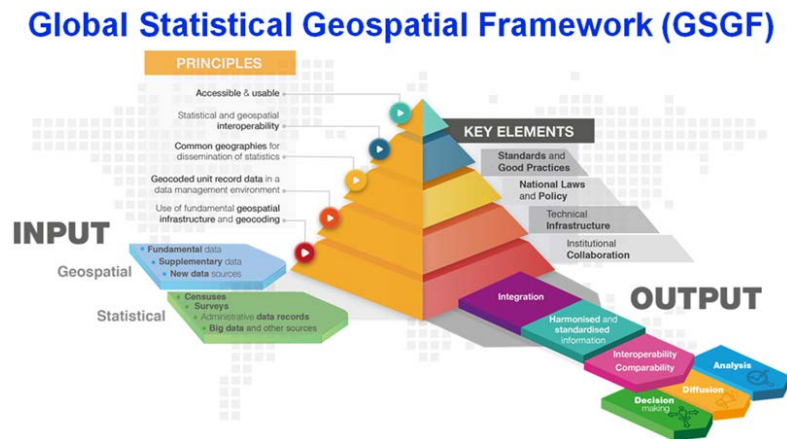 Global Statistical Geospatial Framework (GSGF)
PRINCIPLES
Accessible & usable
Statistical and geospatial
interoperability
Common geographies for
dissemination of statistics
Geocoded unit record data in a
data management environment
Use of fundamental geospatial
infrastructure and geocoding
KEY ELEMENTS
Standards and
Good Practices
National Laws
and Policy
Technical
Infrastructure
Institutional
Collaboration
INPUT
Fundamental data
Supplementary data
New data sources
Geospatial
Censuses
Surveys
Administrative data records
Big data and other sources
Statistical
OUTPUT
Integration
Harmonised and
standardised
information
Interoperability
Comparability
Analysis
Diffusion
Decision
making